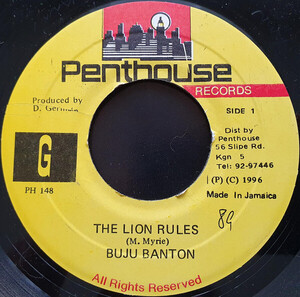 Penthouse
RECORDS
Produced by
D. Germain
SIDE 1
Dist by
Penthouse
56 Slipe Rd.
Kgn 5
Tel: 92-97446
G
(P) (C) 1996
PH 148
Made In Jamaica
89
THE LION RULES
(M. Myrie)
BUJU BANTON
All Rights Reserved